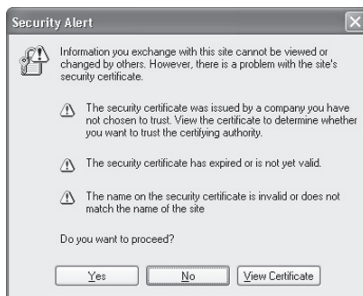 Security Alert
Information you exchange with this site cannot be viewed or
changed by others. However, there is a problem with the site's
security certificate.
The security certificate was issued by a company you have
not chosen to trust. View the certificate to determine whether
you want to trust the certifying authority.
The security certificate has expired or is not yet valid.
The name on the security certificate is invalid or does not
match the name of the site
Do you want to proceed?
Yes No View Certificate